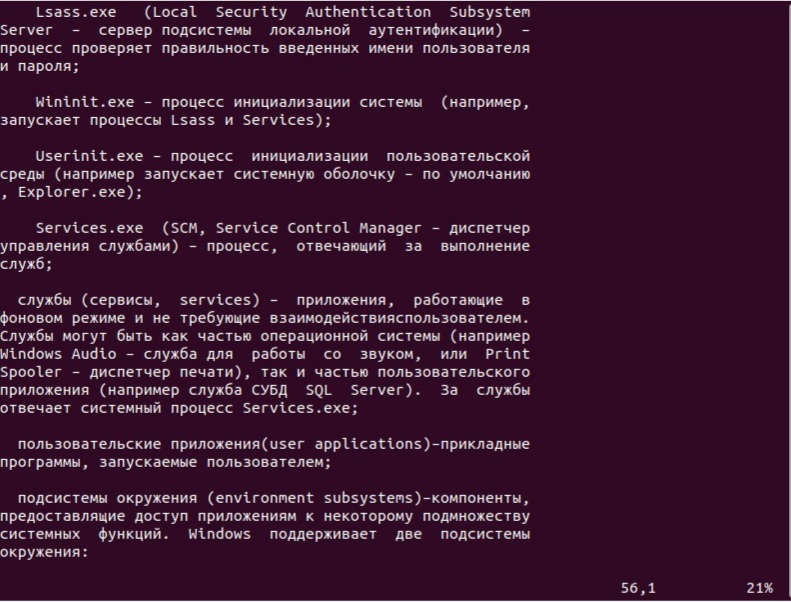 Lsass.exe (Local Security Authentication Subsystem
Server – сервер подсистемы локальной аутентификации) –
процесс проверяет правильность введенных имени пользователя
и пароля;
Wininit.exe – процесс инициализации системы (например,
запускает процессы Lsass и Services);
Userinit.exe – процесс инициализации пользовательской
среды (например запускает системную оболочку – по умолчанию
, Explorer.exe);
Services.exe (SCM, Service Control Manager – диспетчер
управления службами) – процесс, отвечающий за выполнение
служб;
службы (сервисы, services) – приложения, работающие в
фоновом режиме и не требующие взаимодействияспользователем.
Службы могут быть как частью операционной системы (например
Windows Audio – служба для работы со звуком, или Print
Spooler – диспетчер печати), так и частью пользовательского
приложения (например служба СУБД SQL Server). За службы
отвечает системный процесс Services.exe;
пользовательские приложения(user applications)–прикладные
программы, запускаемые пользователем;
подсистемы окружения (environment subsystems)–компоненты,
предоставлящие доступ приложениям к некоторому подмножеству
системных функций. Windows поддерживает две подсистемы
окружения:
56,1 21%